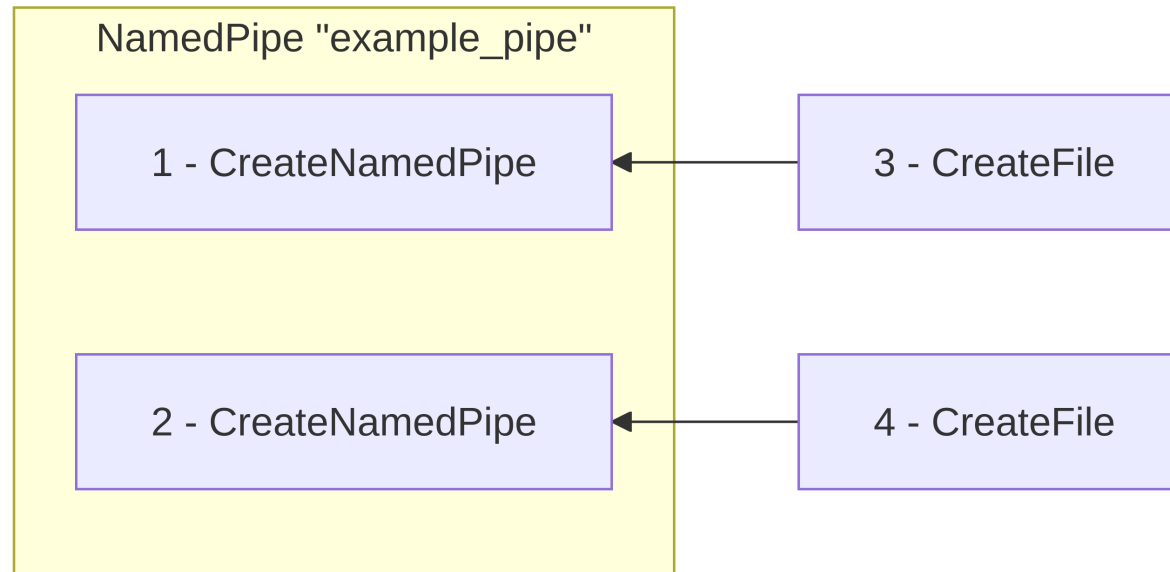 NamedPipe "example_pipe"
1 - CreateNamedPipe
3 - CreateFile
2 - CreateNamedPipe
4 - CreateFile